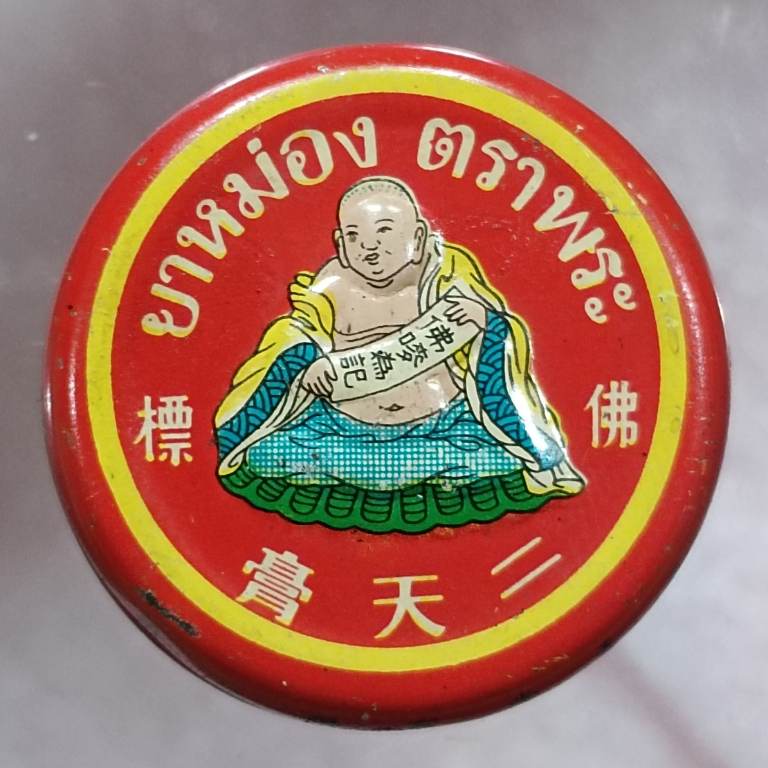 ยาหม่อง ตราพระ
佛標
二天膏
佛嘜為記